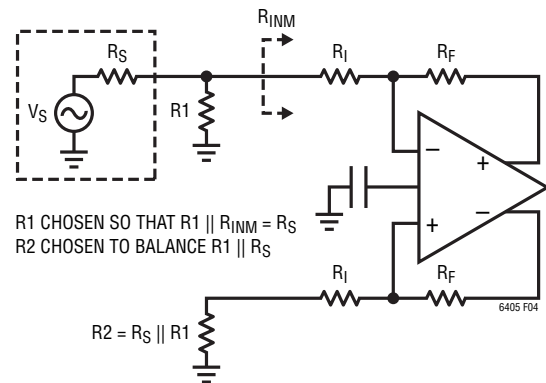 R_INM
R_S
R_I
R_F
V_S
R1
−
+
+
−
R1 CHOSEN SO THAT R1 || R_INM = R_S
R2 CHOSEN TO BALANCE R1 || R_S
R_I
R_F
6405 F04
R2 = R_S || R1